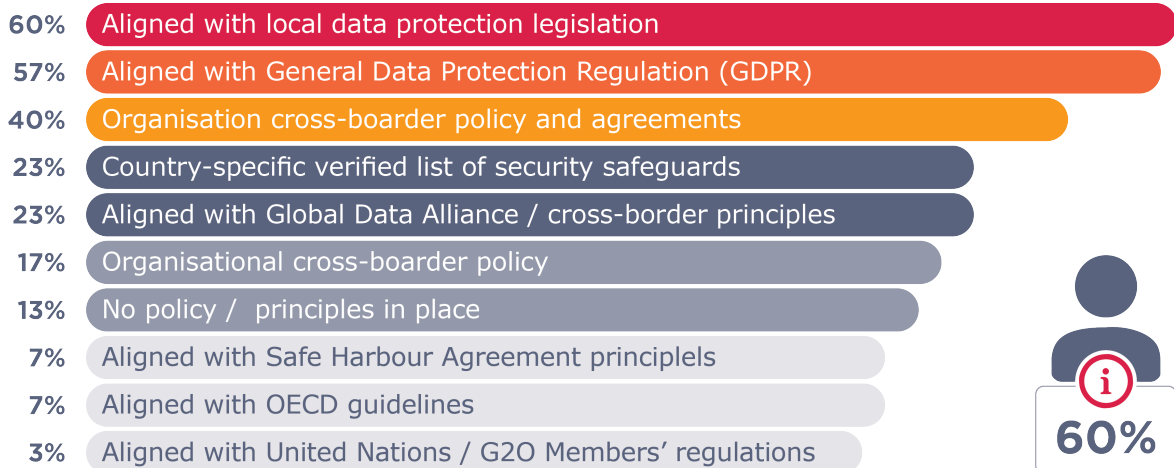 60% Aligned with local data protection legislation
57% Aligned with General Data Protection Regulation (GDPR)
40% Organisation cross-boarder policy and agreements
23% Country-specific verified list of security safeguards
23% Aligned with Global Data Alliance / cross-border principles
17% Organisational cross-boarder policy
13% No policy /  principles in place
7% Aligned with Safe Harbour Agreement principlels
7% Aligned with OECD guidelines
3% Aligned with United Nations / G2O Members’ regulations
i
60%